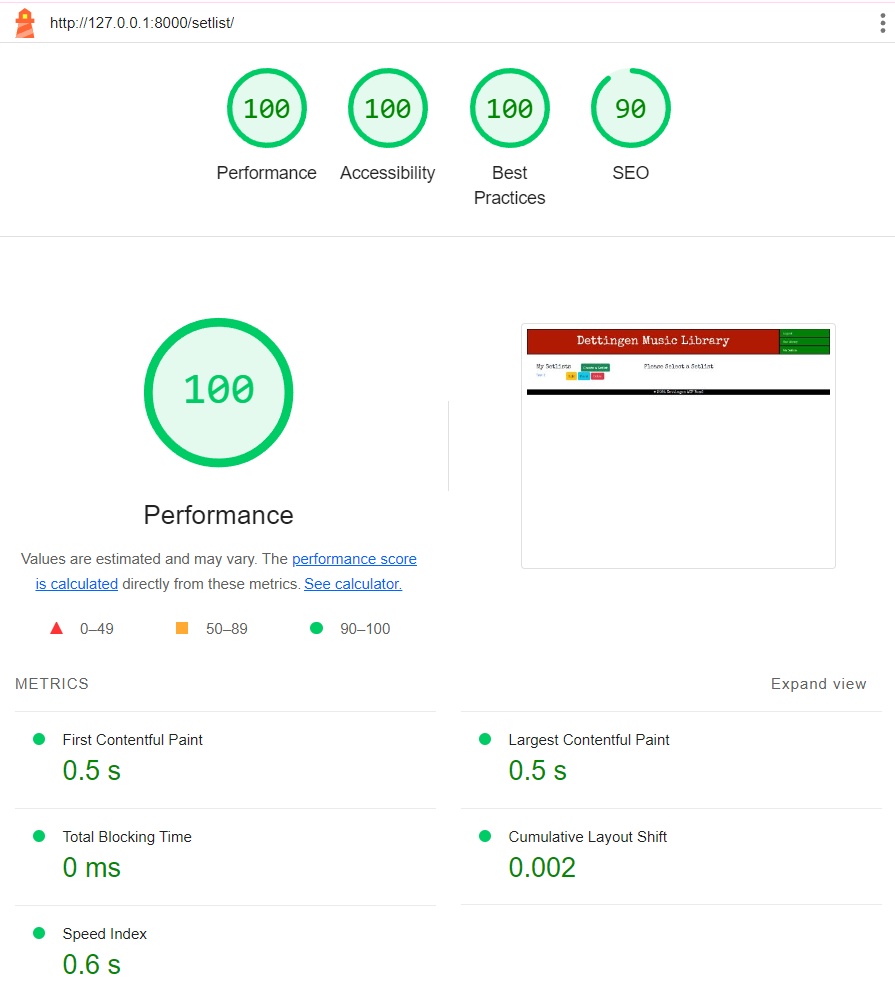 http://127.0.0.1:8000/setlist/
100
100
100
90
Performance
Accessibility
Best
Practices
SEO
100
Performance
Values are estimated and may vary. The performance score
is calculated directly from these metrics. See calculator.
0–49
50–89
90–100
Dettingen Music Library
My Setlists
Please Select a Setlist
METRICS
Expand view
First Contentful Paint
0.5 s
Largest Contentful Paint
0.5 s
Total Blocking Time
0 ms
Cumulative Layout Shift
0.002
Speed Index
0.6 s